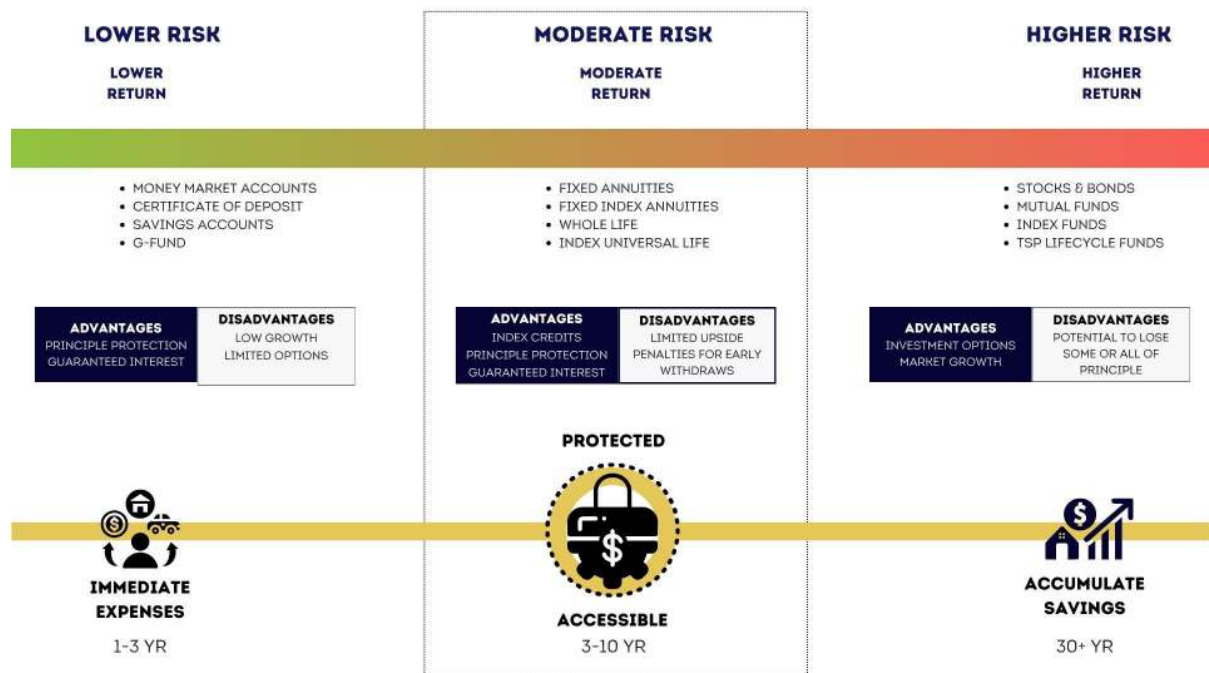 LOWER RISK
LOWER
RETURN
MODERATE RISK
MODERATE
RETURN
HIGHER RISK
HIGHER
RETURN
• MONEY MARKET ACCOUNTS
• CERTIFICATE OF DEPOSIT
• SAVINGS ACCOUNTS
• G-FUND
• FIXED ANNUITIES
• FIXED INDEX ANNUITIES
• WHOLE LIFE
• INDEX UNIVERSAL LIFE
• STOCKS & BONDS
• MUTUAL FUNDS
• INDEX FUNDS
• TSP LIFECYCLE FUNDS
ADVANTAGES
PRINCIPLE PROTECTION
GUARANTEED INTEREST
DISADVANTAGES
LOW GROWTH
LIMITED OPTIONS
ADVANTAGES
INDEX CREDITS
PRINCIPLE PROTECTION
GUARANTEED INTEREST
DISADVANTAGES
LIMITED UPSIDE
PENALTIES FOR EARLY
WITHDRAWS
ADVANTAGES
INVESTMENT OPTIONS
MARKET GROWTH
DISADVANTAGES
POTENTIAL TO LOSE
SOME OR ALL OF
PRINCIPLE
$
IMMEDIATE
EXPENSES
1-3 YR
PROTECTED
$
ACCESSIBLE
3-10 YR
$
ACCUMULATE
SAVINGS
30+ YR